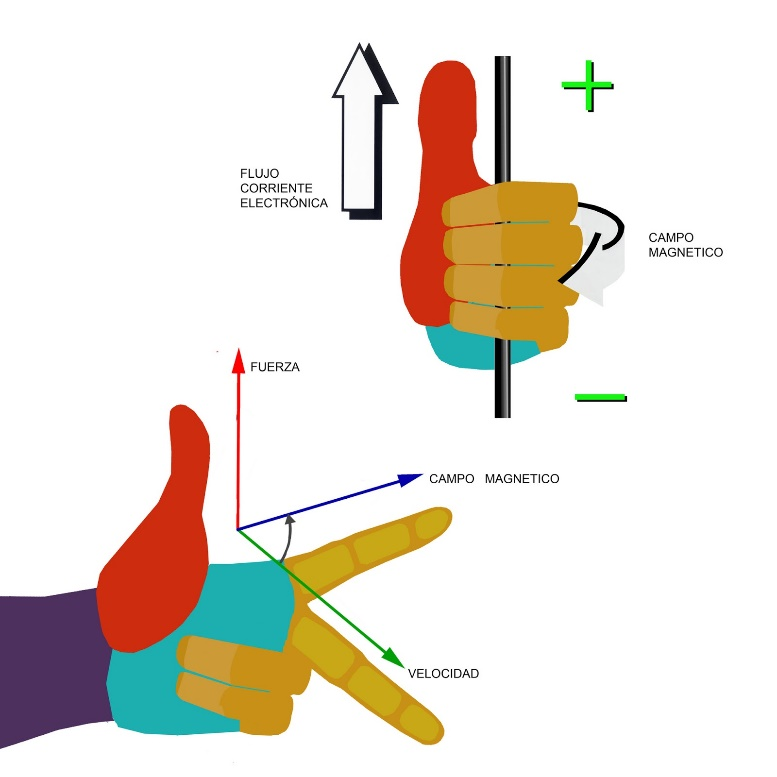 FLUJO
CORRIENTE
ELECTRÓNICA
+
CAMPO
MAGNETICO
−
FUERZA
CAMPO MAGNETICO
VELOCIDAD